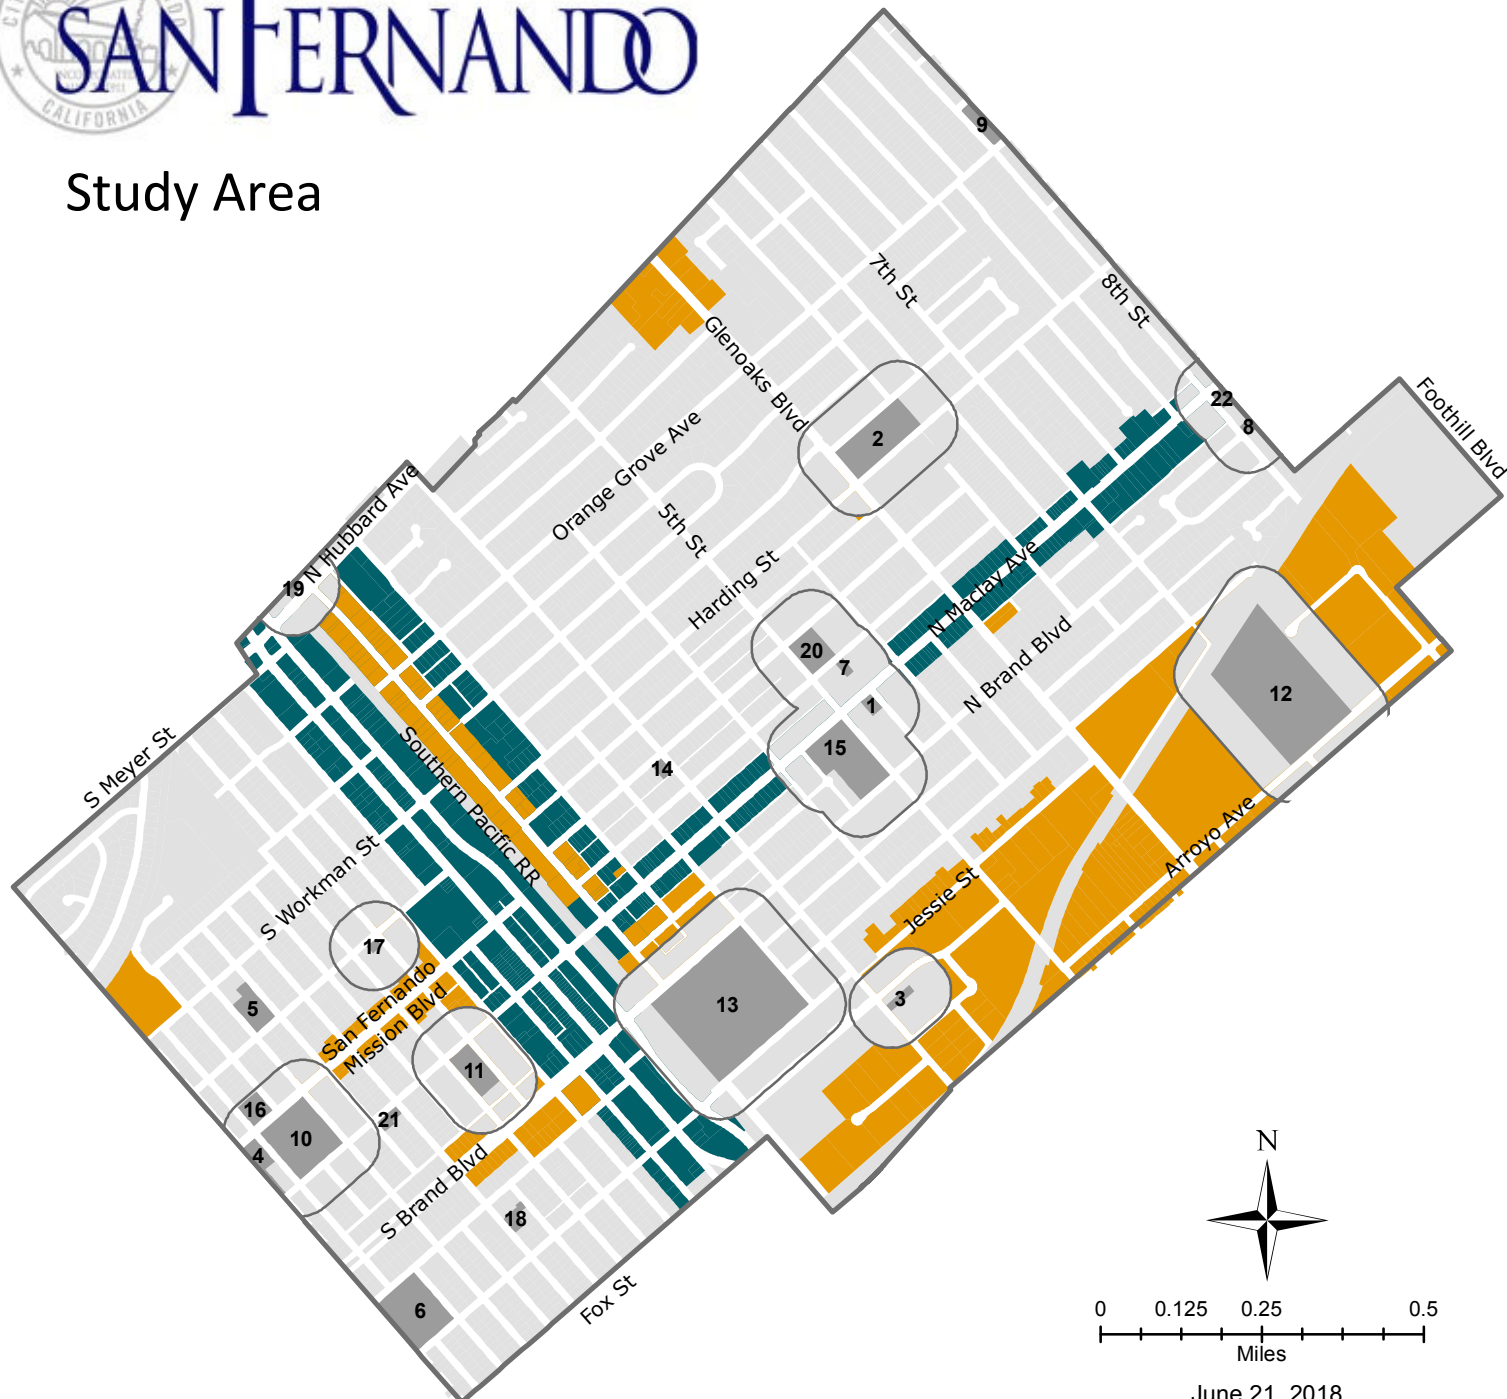 SAN FERNANDO
CALIFORNIA
Study Area
9
7th St
8th St
Glenoaks Blvd
22
8
Foothill Blvd
2
Orange Grove Ave
5th St
N Hubbard Ave
19
Harding St
N Maclay Ave
20
7
1
N Brand Blvd
12
15
S Meyer St
Southern Pacific RR
14
Arroyo Ave
S Workman St
Jessie St
17
San Fernando
Mission Blvd
5
13
3
11
16
10
21
4
S Brand Blvd
18
Fox St
6
N
0 0.125 0.25 0.5
Miles
June 21, 2018